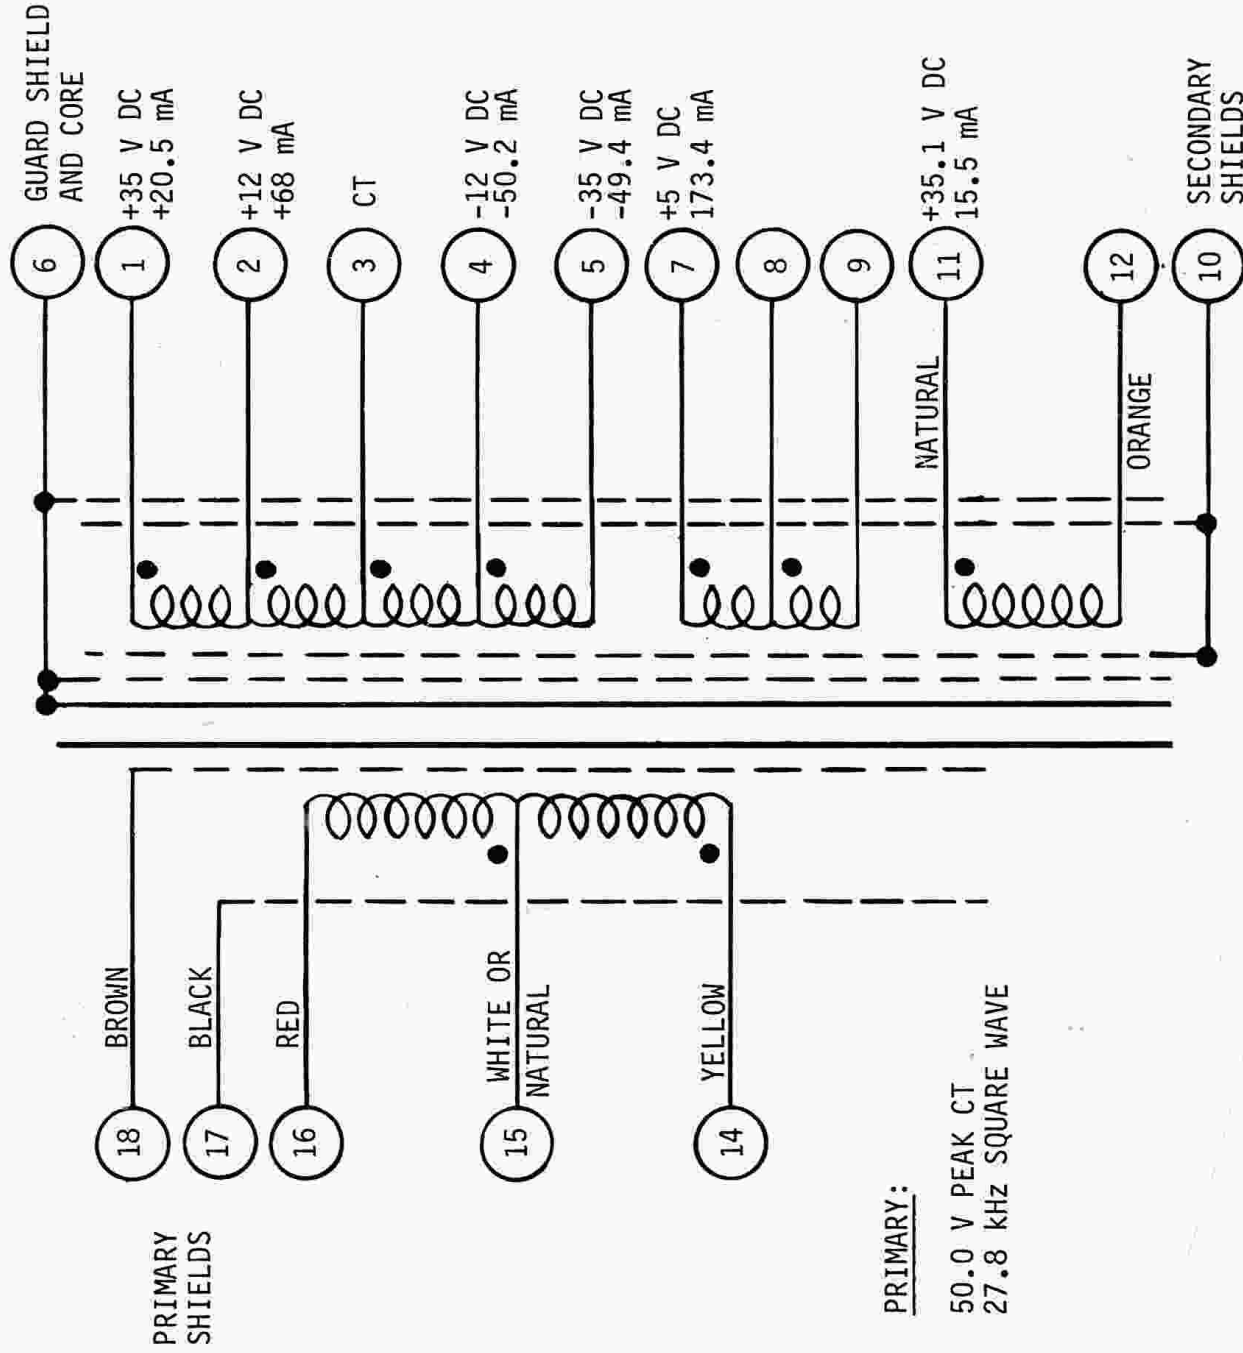 6
GUARD SHIELD
AND CORE
1
+35 V DC
+20.5 mA
2
+12 V DC
+68 mA
3
CT
4
-12 V DC
-50.2 mA
5
-35 V DC
-49.4 mA
7
+5 V DC
173.4 mA
8
9
11
+35.1 V DC
15.5 mA
NATURAL
12
ORANGE
10
SECONDARY
SHIELDS
PRIMARY
SHIELDS
18
BROWN
17
BLACK
16
RED
15
WHITE OR
NATURAL
14
YELLOW
PRIMARY:
50.0 V PEAK CT
27.8 kHz SQUARE WAVE